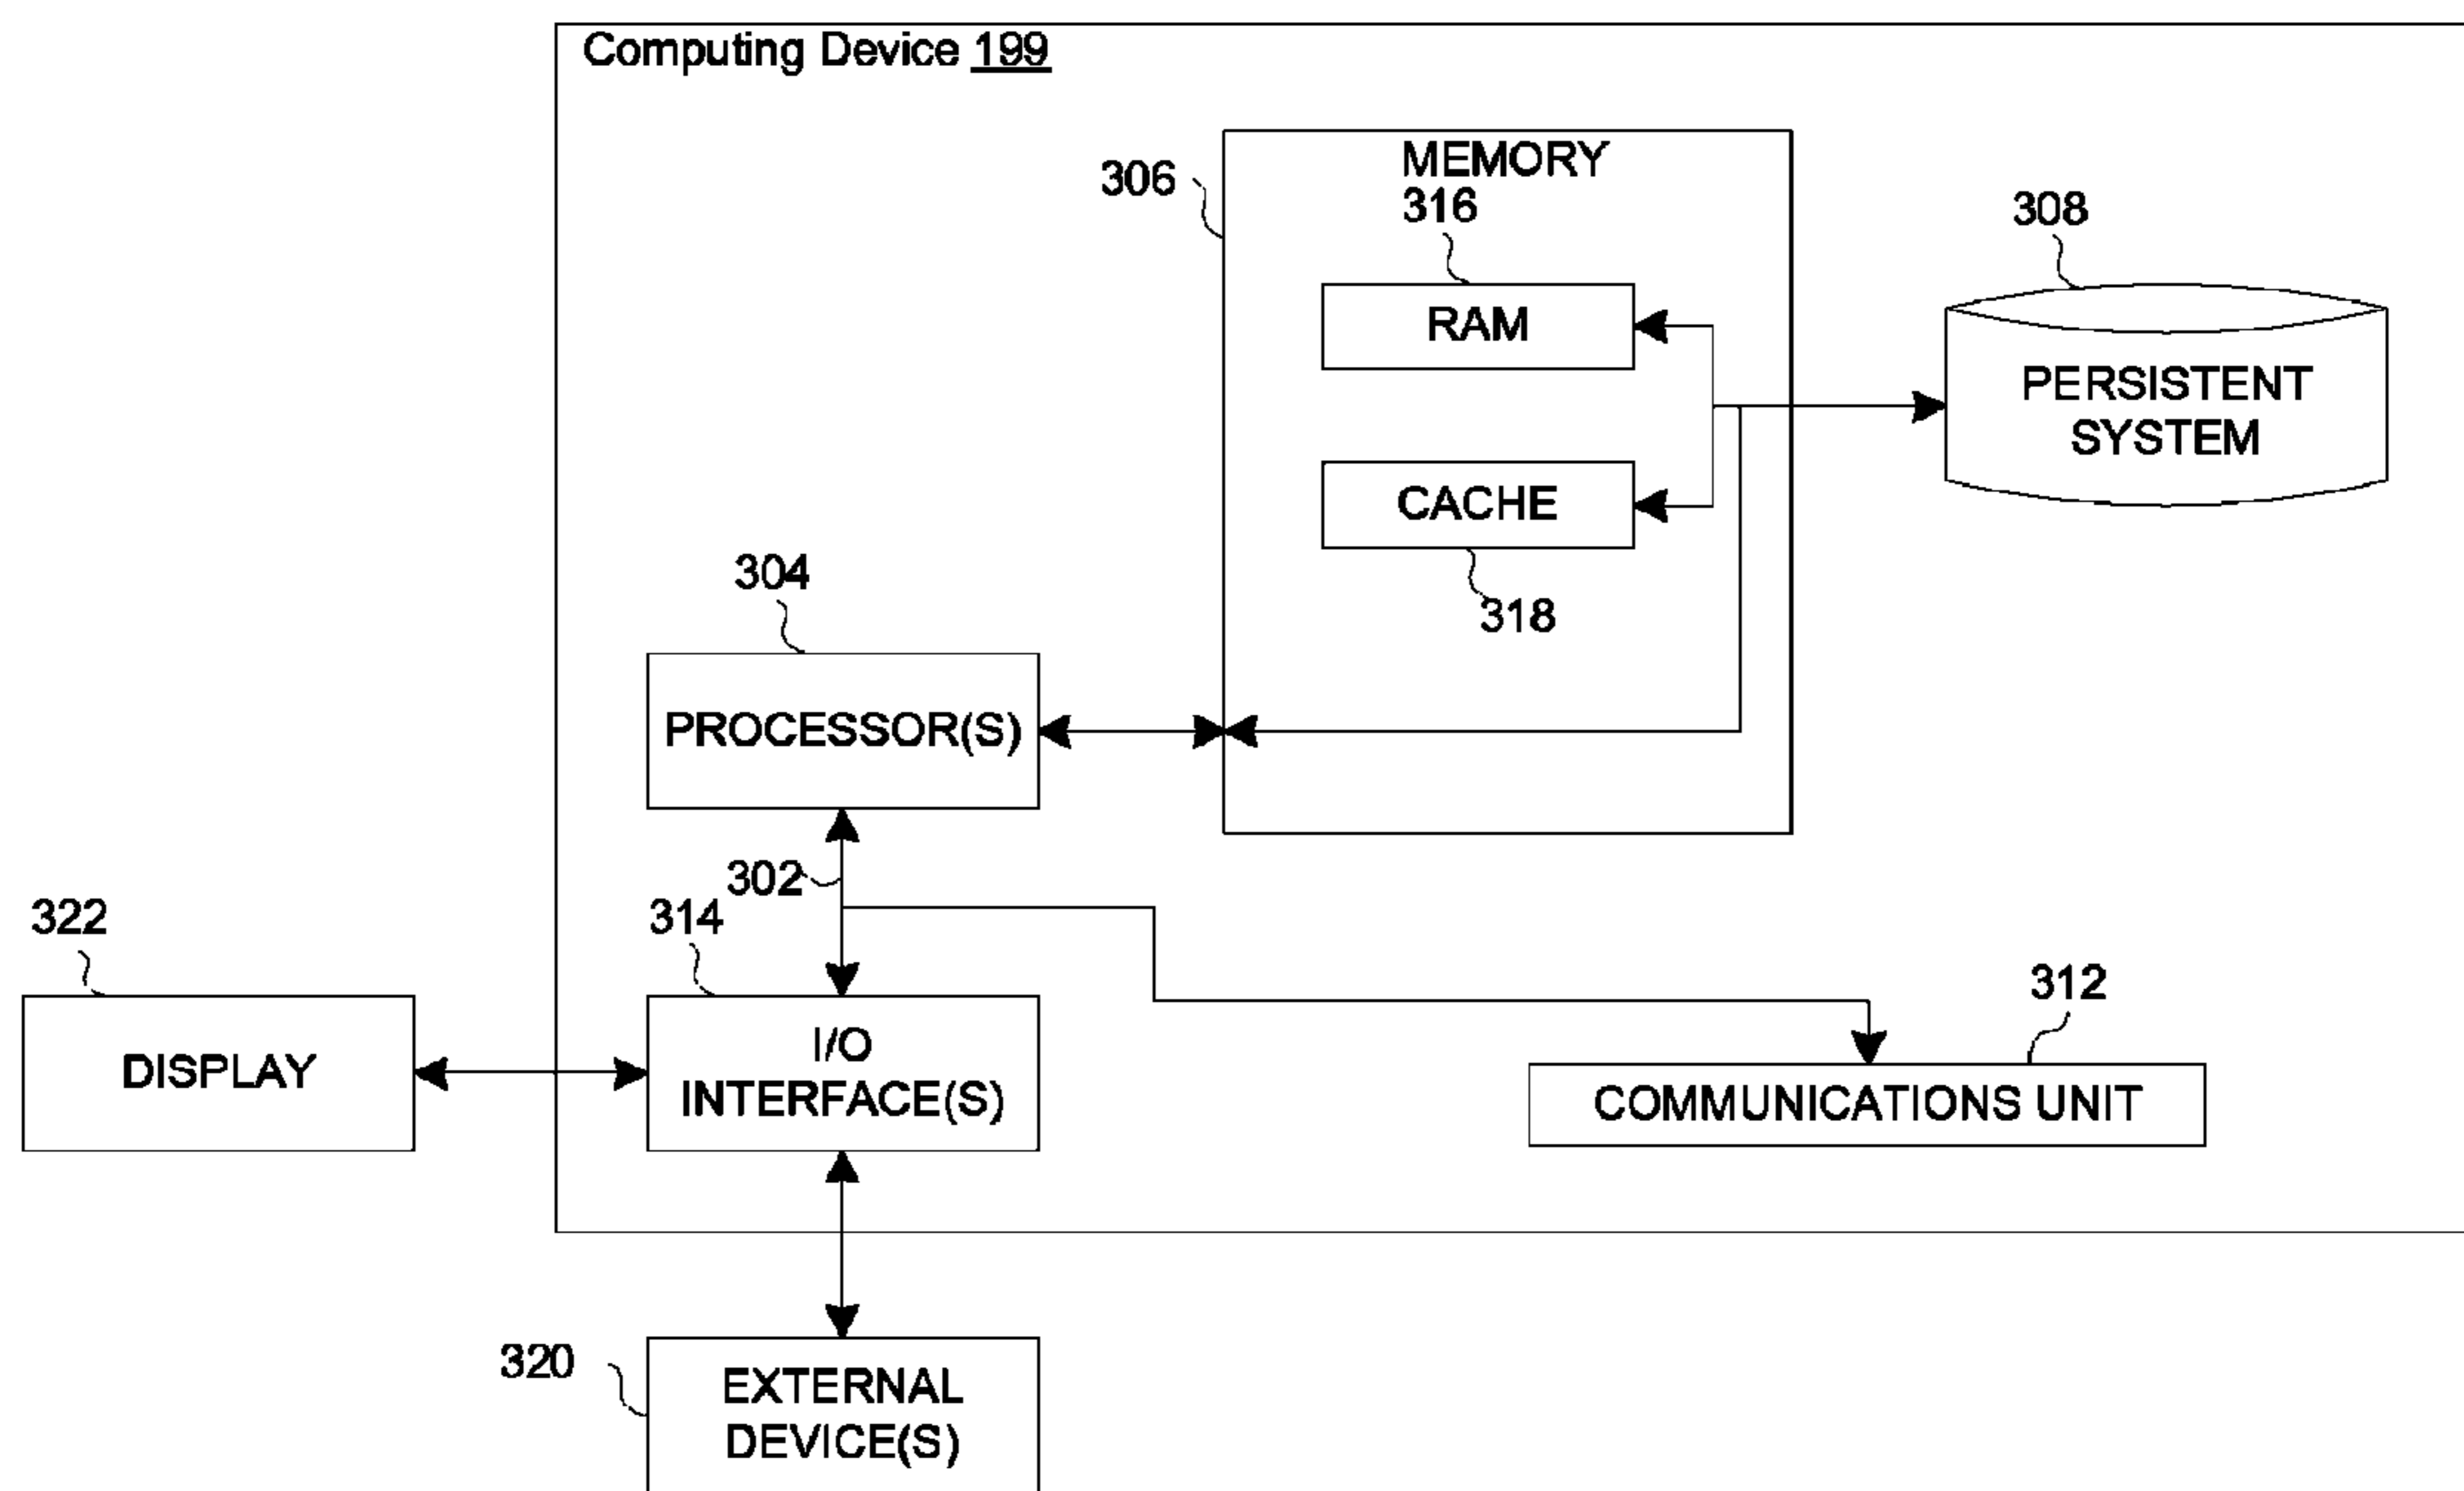 Computing Device 199
MEMORY
306
316
308
RAM
PERSISTENT
SYSTEM
CACHE
304
318
PROCESSOR(S)
302
322
314
312
I/O
INTERFACE(S)
DISPLAY
COMMUNICATIONS UNIT
320
EXTERNAL
DEVICE(S)